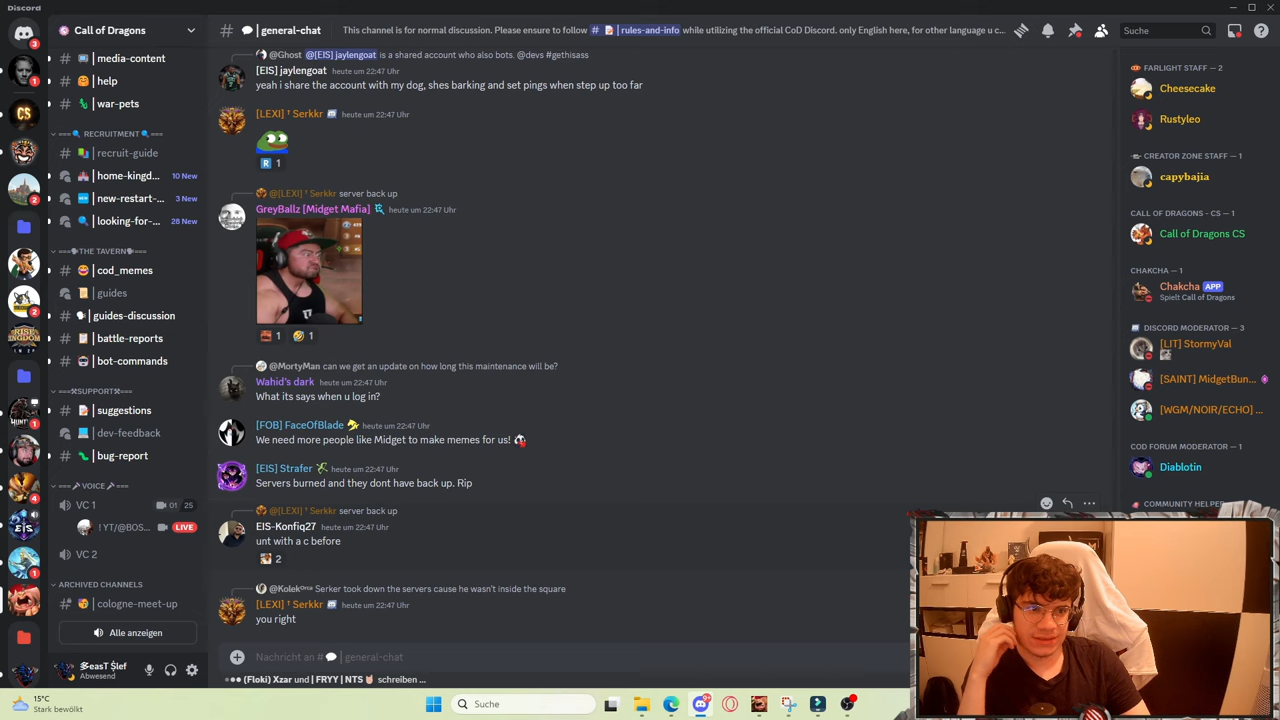 Discord
Call of Dragons
| general-chat
This channel is for normal discussion. Please ensure to follow # | rules-and-info while utilizing the official CoD Discord. only English here, for other language u c...
Suche
| media-content
| help
| war-pets
===🔍 RECRUITMENT 🔍===
| recruit-guide
| home-kingd... 10 New
| new-restart-... 3 New
| looking-for-... 28 New
===🗣THE TAVERN🗣===
| cod_memes
| guides
| guides-discussion
| battle-reports
| bot-commands
===⚒SUPPORT⚒===
| suggestions
| dev-feedback
| bug-report
===🎤 VOICE 🎤===
VC 1 01 25
! YT/@BOS... LIVE
VC 2
ARCHIVED CHANNELS
| cologne-meet-up
Alle anzeigen
Abwesend
@Ghost @[EIS] jaylengoat is a shared account who also bots. @devs #gethisass
[EIS] jaylengoat heute um 22:47 Uhr
yeah i share the account with my dog, shes barking and set pings when step up too far
[LEXI] † Serkkr heute um 22:47 Uhr
R 1
@[LEXI] † Serkkr server back up
GreyBallz [Midget Mafia] heute um 22:47 Uhr
1 1
@MortyMan can we get an update on how long this maintenance will be?
Wahid's dark heute um 22:47 Uhr
What its says when u log in?
[FOB] FaceOfBlade heute um 22:47 Uhr
We need more people like Midget to make memes for us!
[EIS] Strafer heute um 22:47 Uhr
Servers burned and they dont have back up. Rip
@[LEXI] † Serkkr server back up
EIS-Konfiq27 heute um 22:47 Uhr
unt with a c before
2
Serker took down the servers cause he wasn't inside the square
[LEXI] † Serkkr heute um 22:47 Uhr
you right
Nachricht an # | general-chat
(Floki) Xzar und | FRYY | NTS schreiben ...
FARLIGHT STAFF — 2
Cheesecake
Rustyleo
CREATOR ZONE STAFF — 1
capybajia
CALL OF DRAGONS - CS — 1
Call of Dragons CS
CHAKCHA — 1
Chakcha APP
Spielt Call of Dragons
DISCORD MODERATOR — 3
[LIT] StormyVal
[SAINT] MidgetBun...
[WGM/NOIR/ECHO] ...
COD FORUM MODERATOR — 1
Diablotin
COMMUNITY HELPER
15°C
Stark bewölkt
Suche